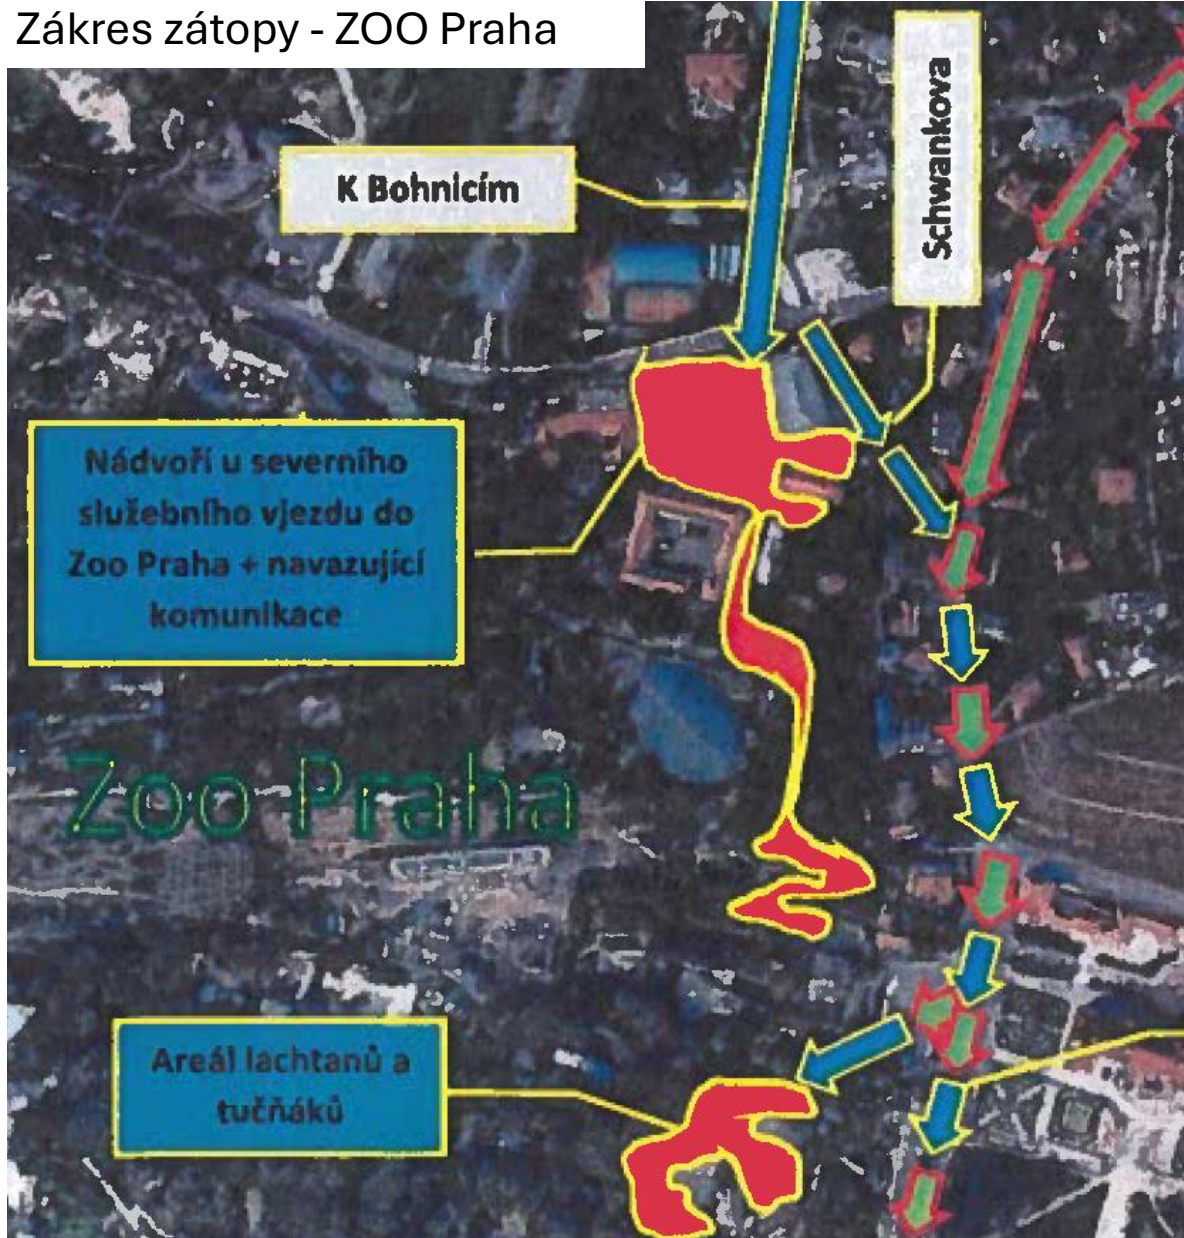 Zákres zátopy - ZOO Praha
K Bohnicím
Schwankova
Nádvoří u severního
služebního vjezdu do
Zoo Praha + navazující
komunikace
Zoo Praha
Areál lachtanů a
tučňáků